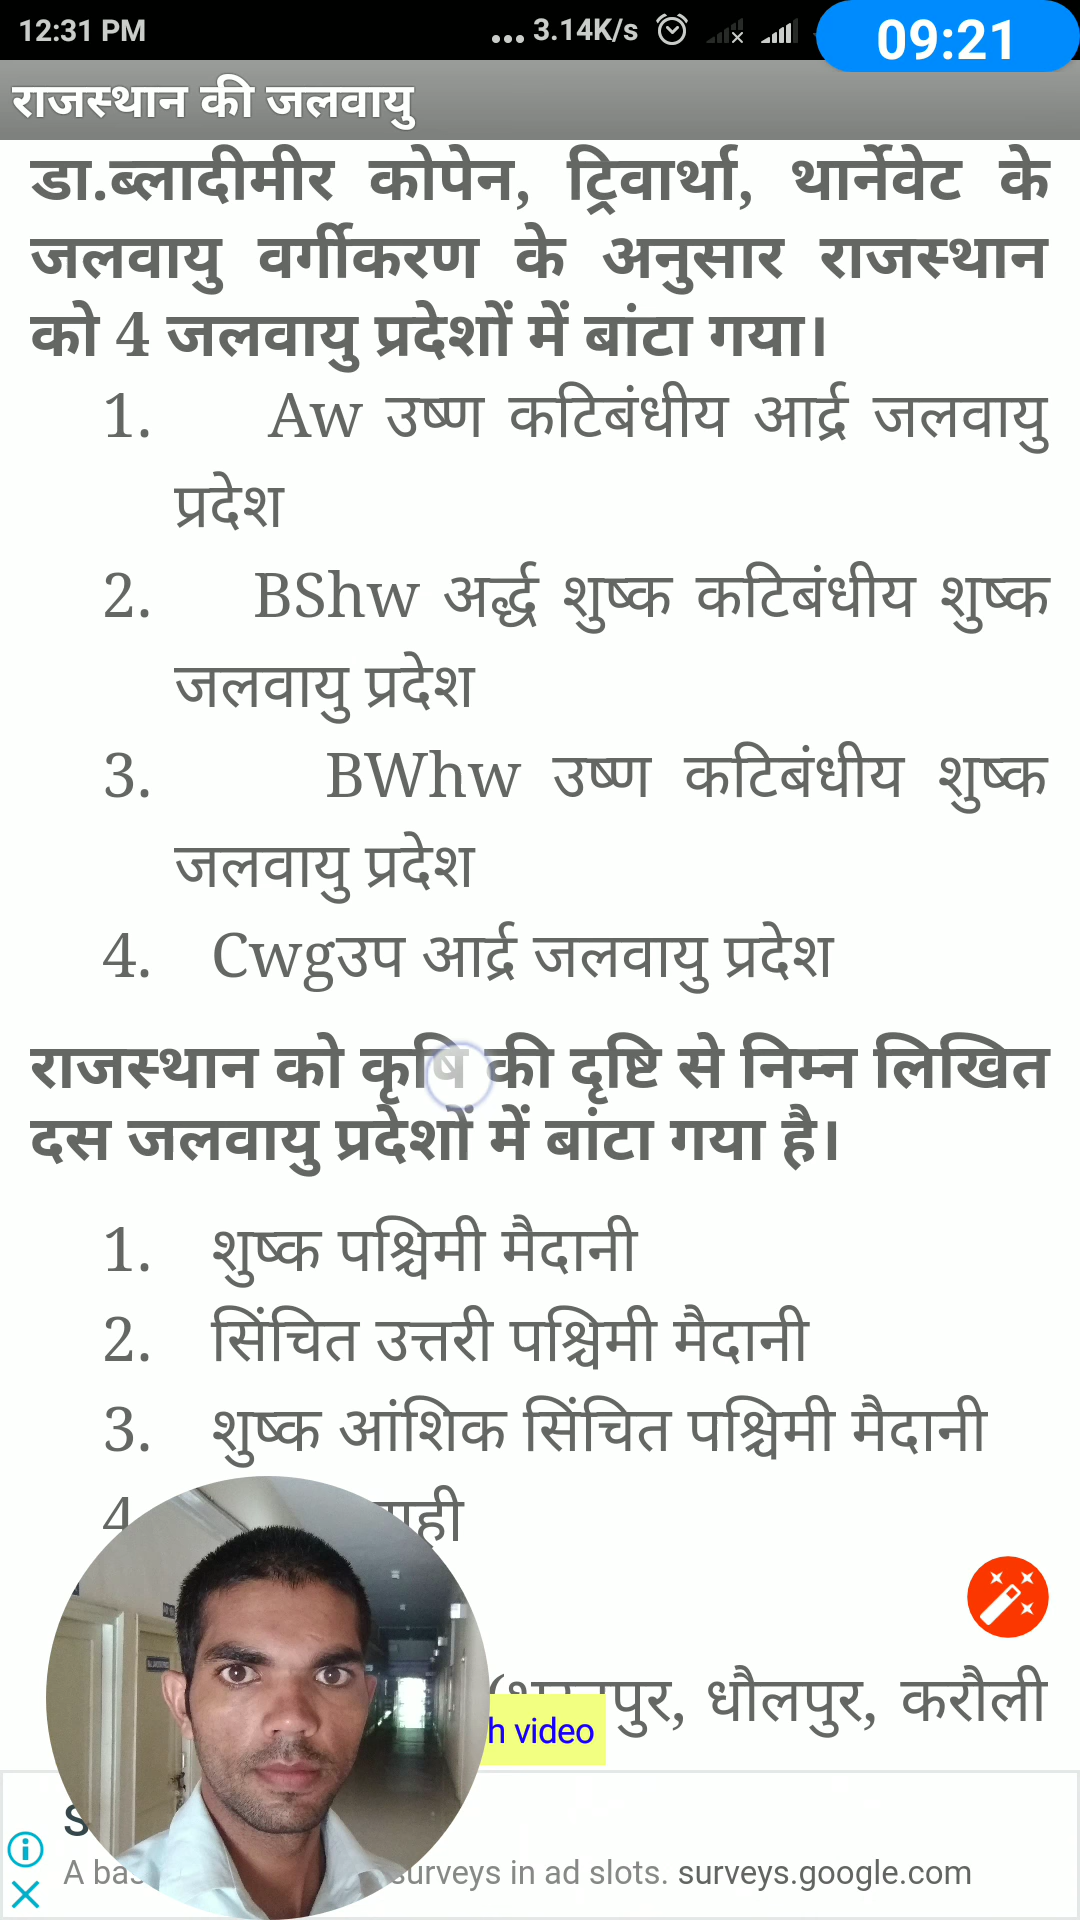 12:31 PM
... 3.14K/s
09:21
राजस्थान की जलवायु
डा.ब्लादीमीर कोपेन, ट्रिवार्था, थार्नेवेट के
जलवायु वर्गीकरण के अनुसार राजस्थान
को 4 जलवायु प्रदेशों में बांटा गया।
1. Aw उष्ण कटिबंधीय आर्द्र जलवायु
प्रदेश
2. BShw अर्द्ध शुष्क कटिबंधीय शुष्क
जलवायु प्रदेश
3. BWhw उष्ण कटिबंधीय शुष्क
जलवायु प्रदेश
4. Cwgउप आर्द्र जलवायु प्रदेश
राजस्थान को कृषि की दृष्टि से निम्न लिखित
दस जलवायु प्रदेशों में बांटा गया है।
1. शुष्क पश्चिमी मैदानी
2. सिंचित उत्तरी पश्चिमी मैदानी
3. शुष्क आंशिक सिंचित पश्चिमी मैदानी
4
धौलपुर, करौली
video
A surveys in ad slots. surveys.google.com